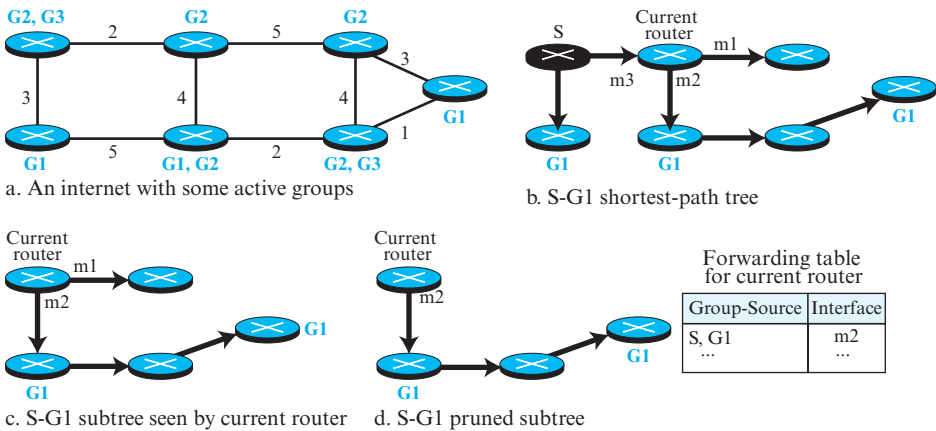 G2, G3
2
G2
5
G2
3
4
4
3
G1
1
G1
5
G1, G2
2
G2, G3
a. An internet with some active groups
S
Current
router
m1
m3
m2
G1
G1
G1
b. S-G1 shortest-path tree
Current
router
m1
m2
G1
G1
c. S-G1 subtree seen by current router
Current
router
m2
G1
G1
d. S-G1 pruned subtree
Forwarding table
for current router
Group-Source Interface
S, G1 m2
... ...